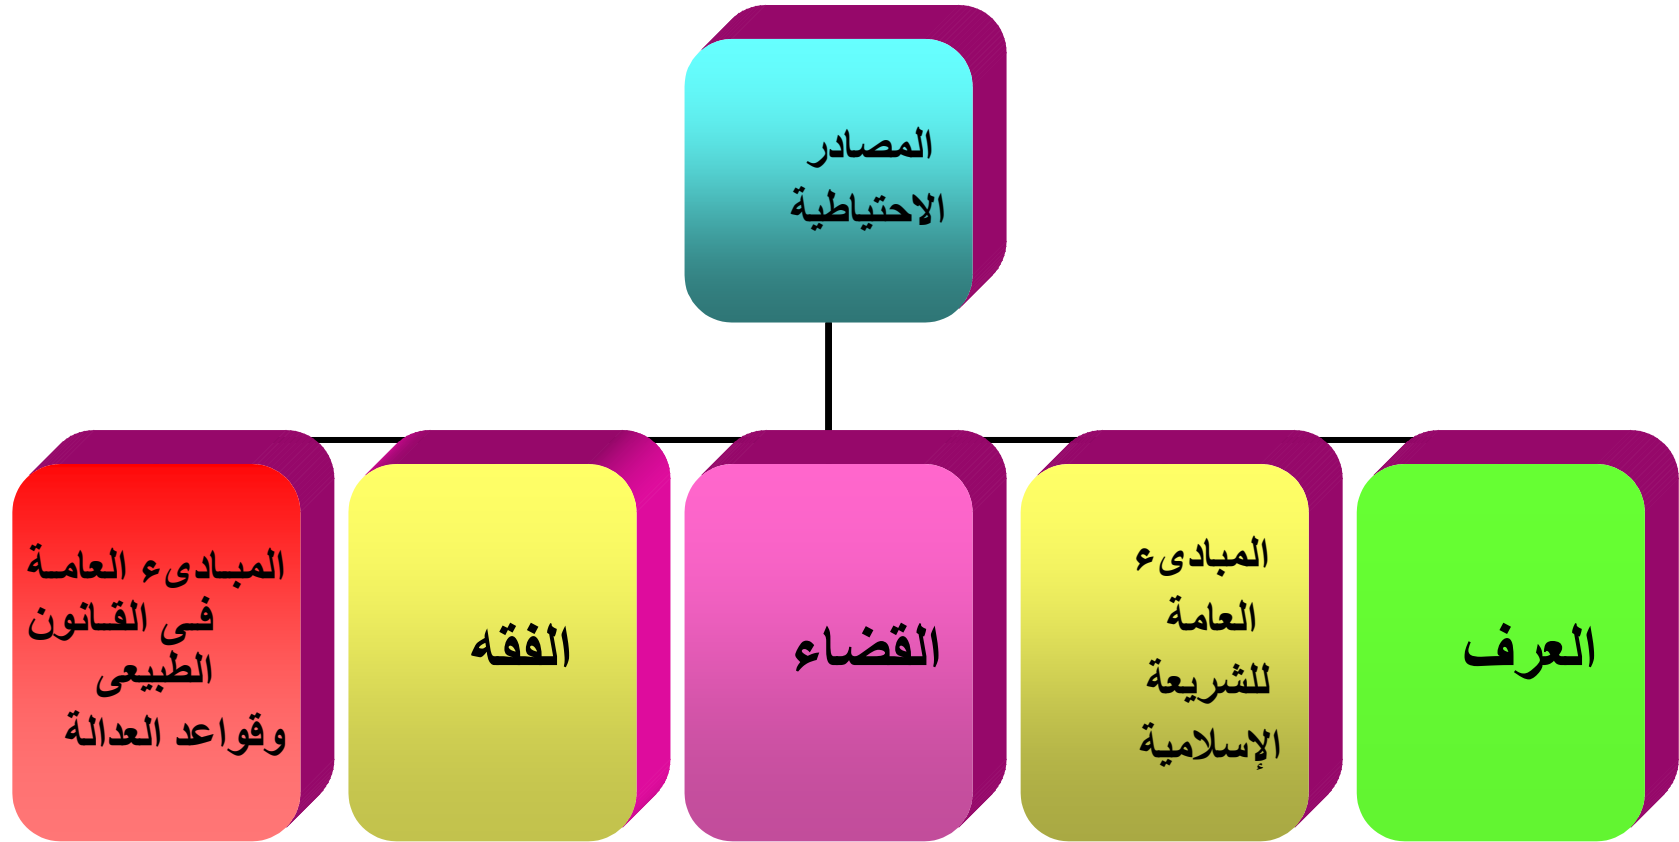 المصادر
الاحتياطية
العرف
المبادىء
العامة
للشريعة
الإسلامية
القضاء
الفقه
المبـادىء العامـة
فـى القـانون
الطبيعى
وقواعد العدالة